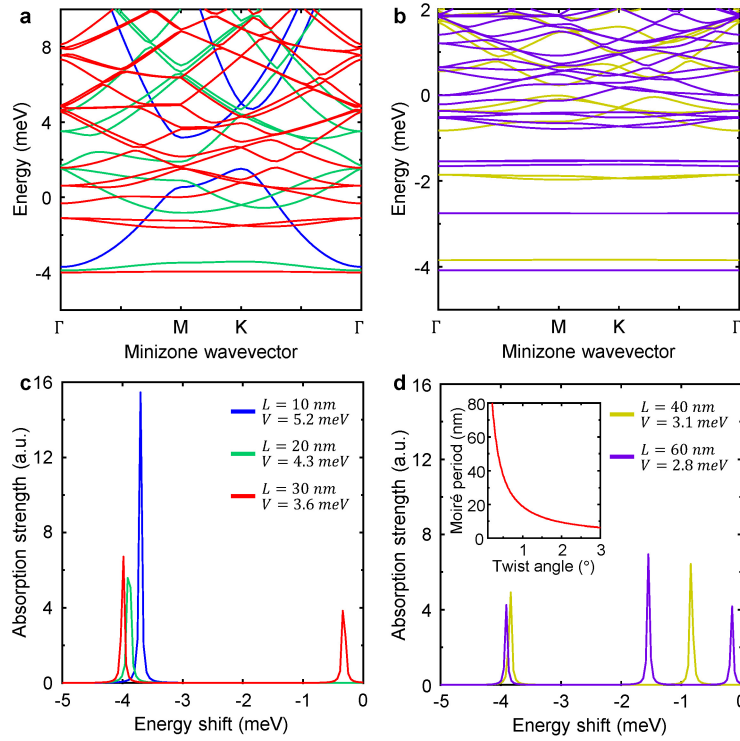 a
Energy (meV)
8
4
0
-4
Γ
M
K
Γ
Minizone wavevector
b
Energy (meV)
2
0
-2
-4
Γ
M
K
Γ
Minizone wavevector
c
Absorption strength (a.u.)
16
12
8
4
0
-5
-4
-3
-2
-1
0
Energy shift (meV)
L = 10 nm
V = 5.2 meV
L = 20 nm
V = 4.3 meV
L = 30 nm
V = 3.6 meV
d
Absorption strength (a.u.)
16
12
8
4
0
-5
-4
-3
-2
-1
0
Energy shift (meV)
Moiré period (nm)
80
60
40
20
0
1
2
3
Twist angle (°)
L = 40 nm
V = 3.1 meV
L = 60 nm
V = 2.8 meV